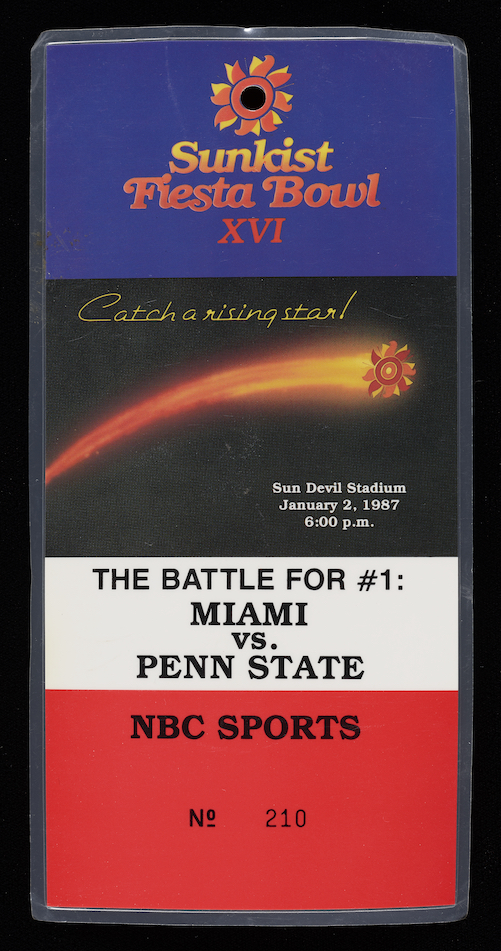 Sunkist
Fiesta Bowl
XVI
Catch a rising star!
Sun Devil Stadium
January 2, 1987
6:00 p.m.
THE BATTLE FOR #1:
MIAMI
vs.
PENN STATE
NBC SPORTS
Nº 210